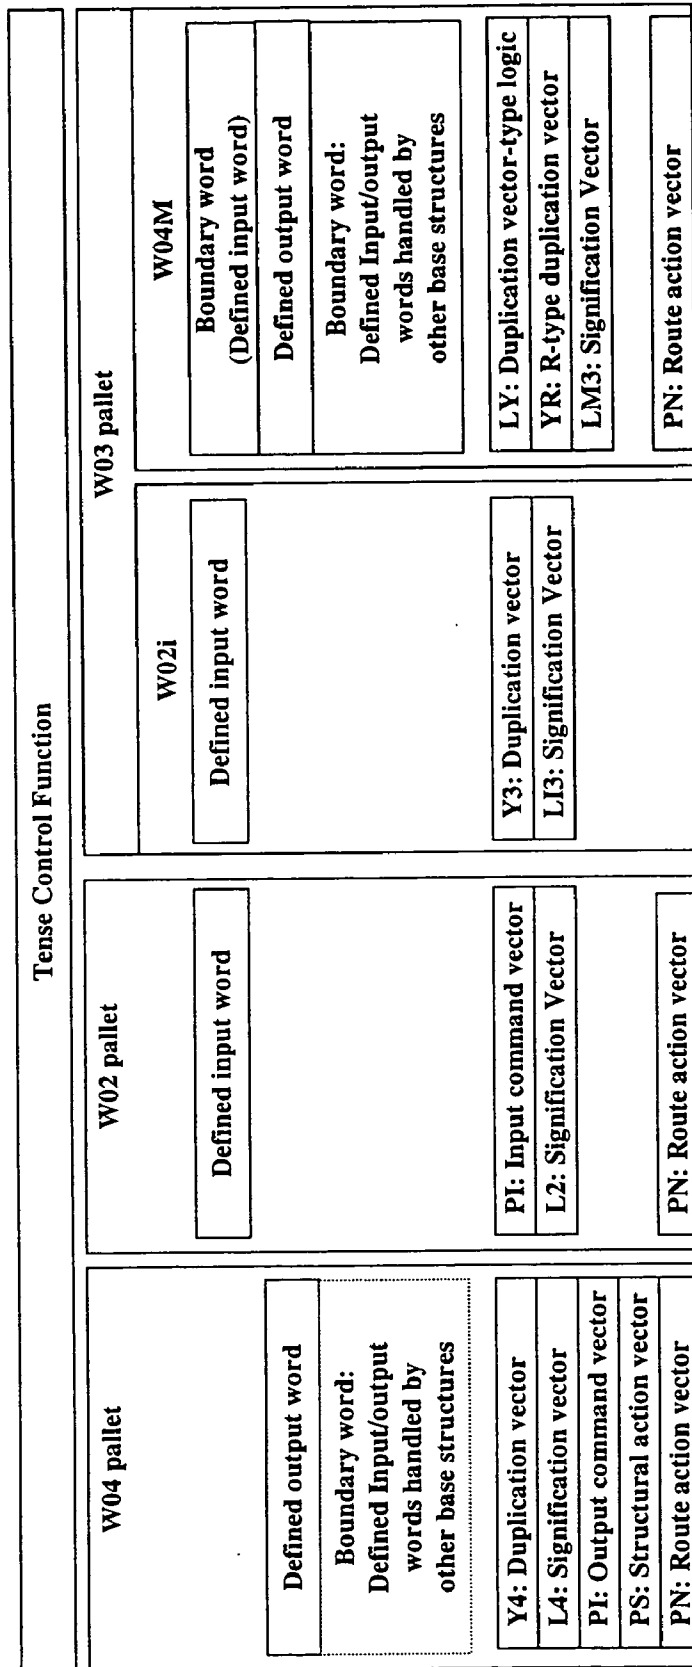 Tense Control Function
W04 pallet
Defined output word
Boundary word:
Defined Input/output
words handled by
other base structures
Y4: Duplication vector
L4: Signification vector
PI: Output command vector
PS: Structural action vector
PN: Route action vector
W02 pallet
Defined input word
PI: Input command vector
L2: Signification Vector
PN: Route action vector
W03 pallet
W02i
Defined input word
Y3: Duplication vector
LI3: Signification Vector
W04M
Boundary word
(Defined input word)
Defined output word
Boundary word:
Defined Input/output
words handled by
other base structures
LY: Duplication vector-type logic
YR: R-type duplication vector
LM3: Signification Vector
PN: Route action vector